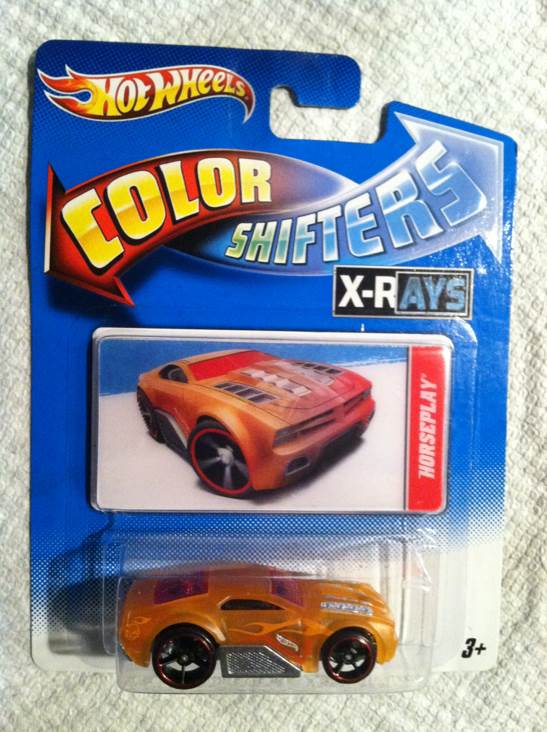 HOT WHEELS
COLOR
SHIFTERS
X-RAYS
HORSEPLAY
3+